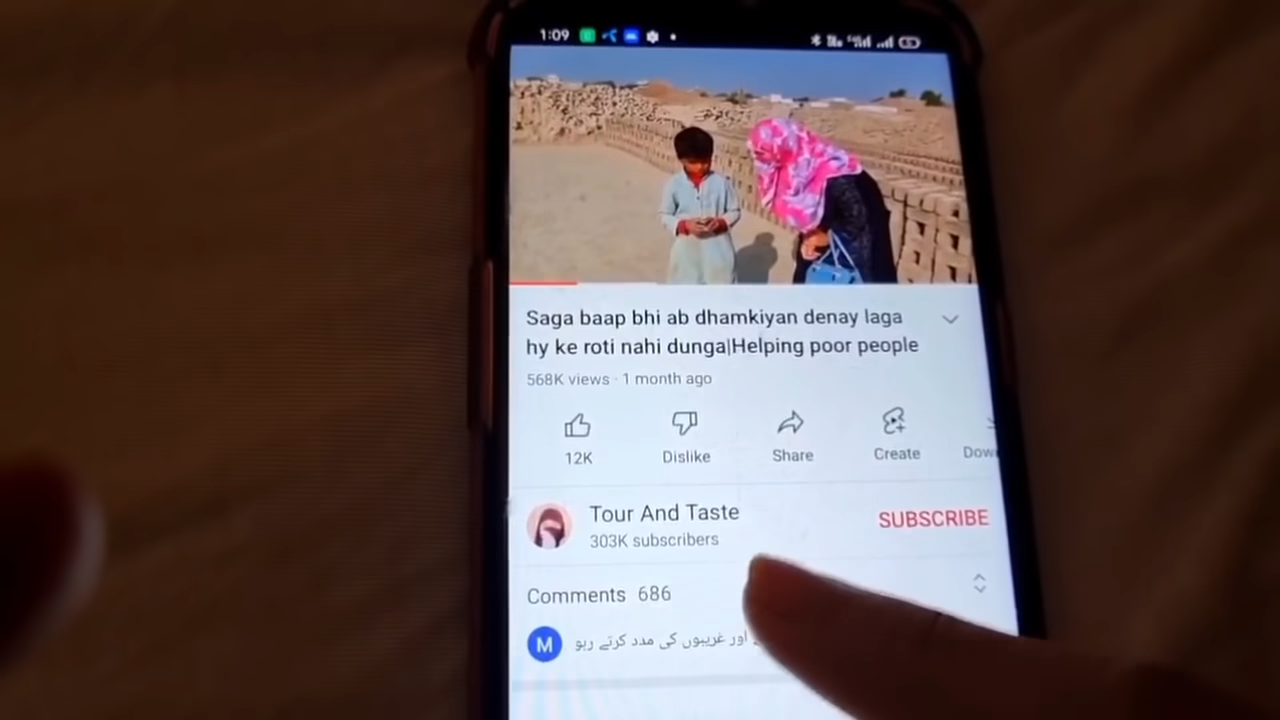 1:09
Saga baap bhi ab dhamkiyan denay laga
hy ke roti nahi dunga|Helping poor people
568K views · 1 month ago
12K
Dislike
Share
Create
Tour And Taste
303K subscribers
SUBSCRIBE
Comments 686
M
اور غریبوں کی مدد کرتے رہو